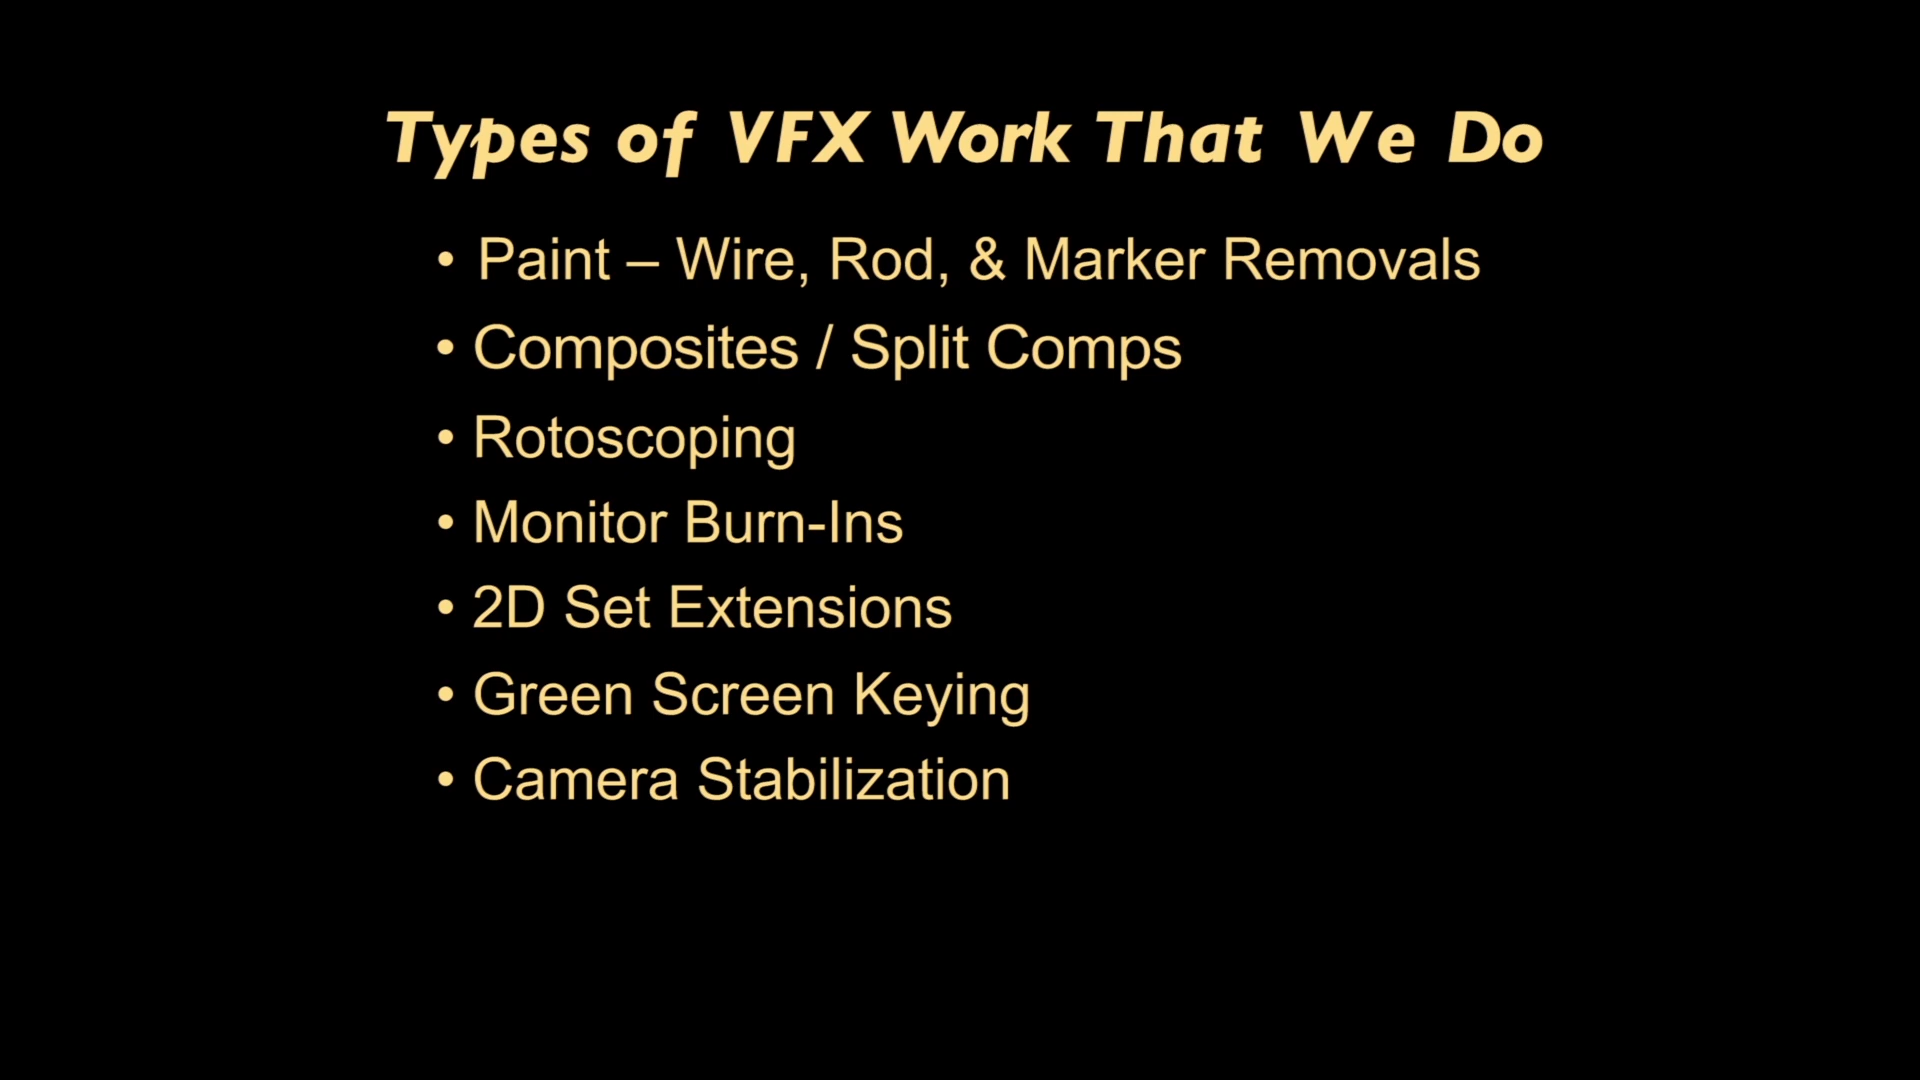 Types of VFX Work That We Do
• Paint – Wire, Rod, & Marker Removals
• Composites / Split Comps
• Rotoscoping
• Monitor Burn-Ins
• 2D Set Extensions
• Green Screen Keying
• Camera Stabilization